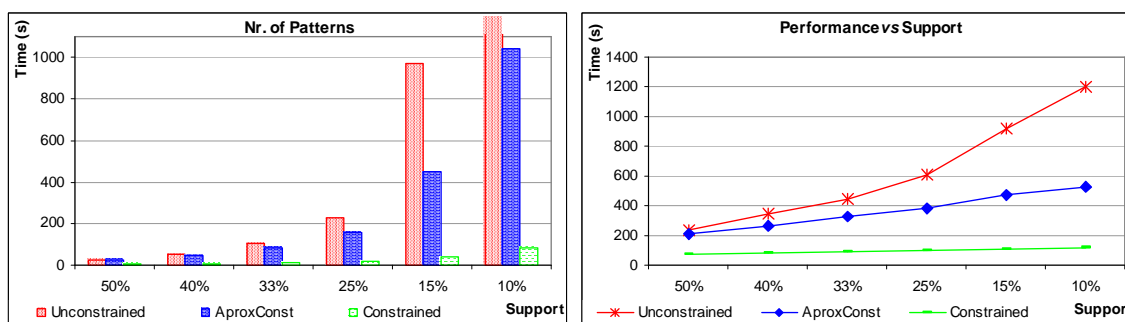 Nr. of Patterns
Time (s)
1000
800
600
400
200
0
50% 40% 33% 25% 15% 10%
Support
Unconstrained AproxConst Constrained
Performance vs Support
Time (s)
1400
1200
1000
800
600
400
200
0
50% 40% 33% 25% 15% 10%
Support
Unconstrained AproxConst Constrained